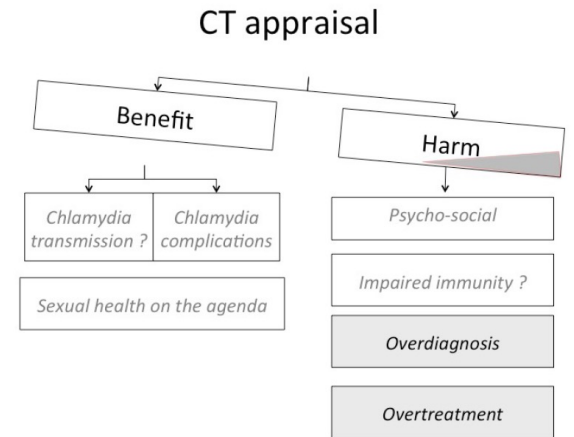 CT appraisal
Benefit
Harm
Chlamydia
transmission ?
Chlamydia
complications
Sexual health on the agenda
Psycho-social
Impaired immunity ?
Overdiagnosis
Overtreatment